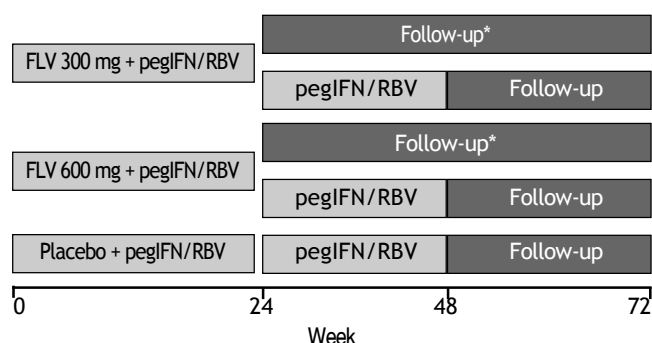 Follow-up*
FLV 300 mg + pegIFN/RBV
pegIFN/RBV Follow-up
Follow-up*
FLV 600 mg + pegIFN/RBV
pegIFN/RBV Follow-up
Placebo + pegIFN/RBV pegIFN/RBV Follow-up
0 24 48 72
Week